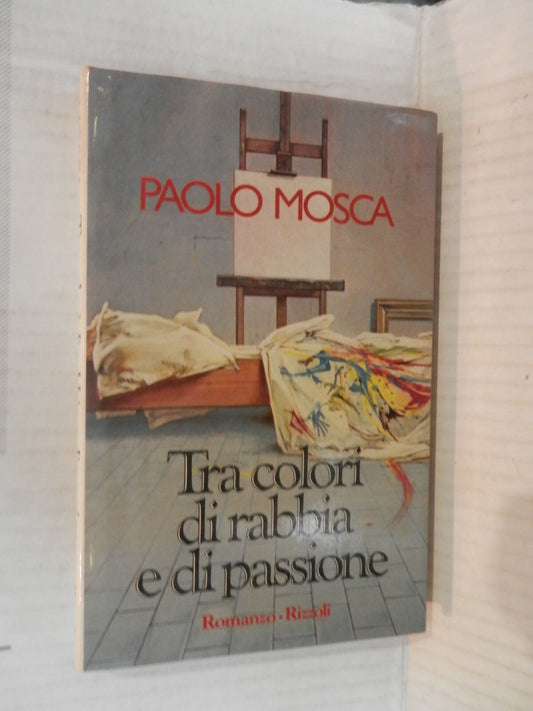 PAOLO MOSCA
Tra colori
di rabbia
e di passione
Romanzo • Rizzoli